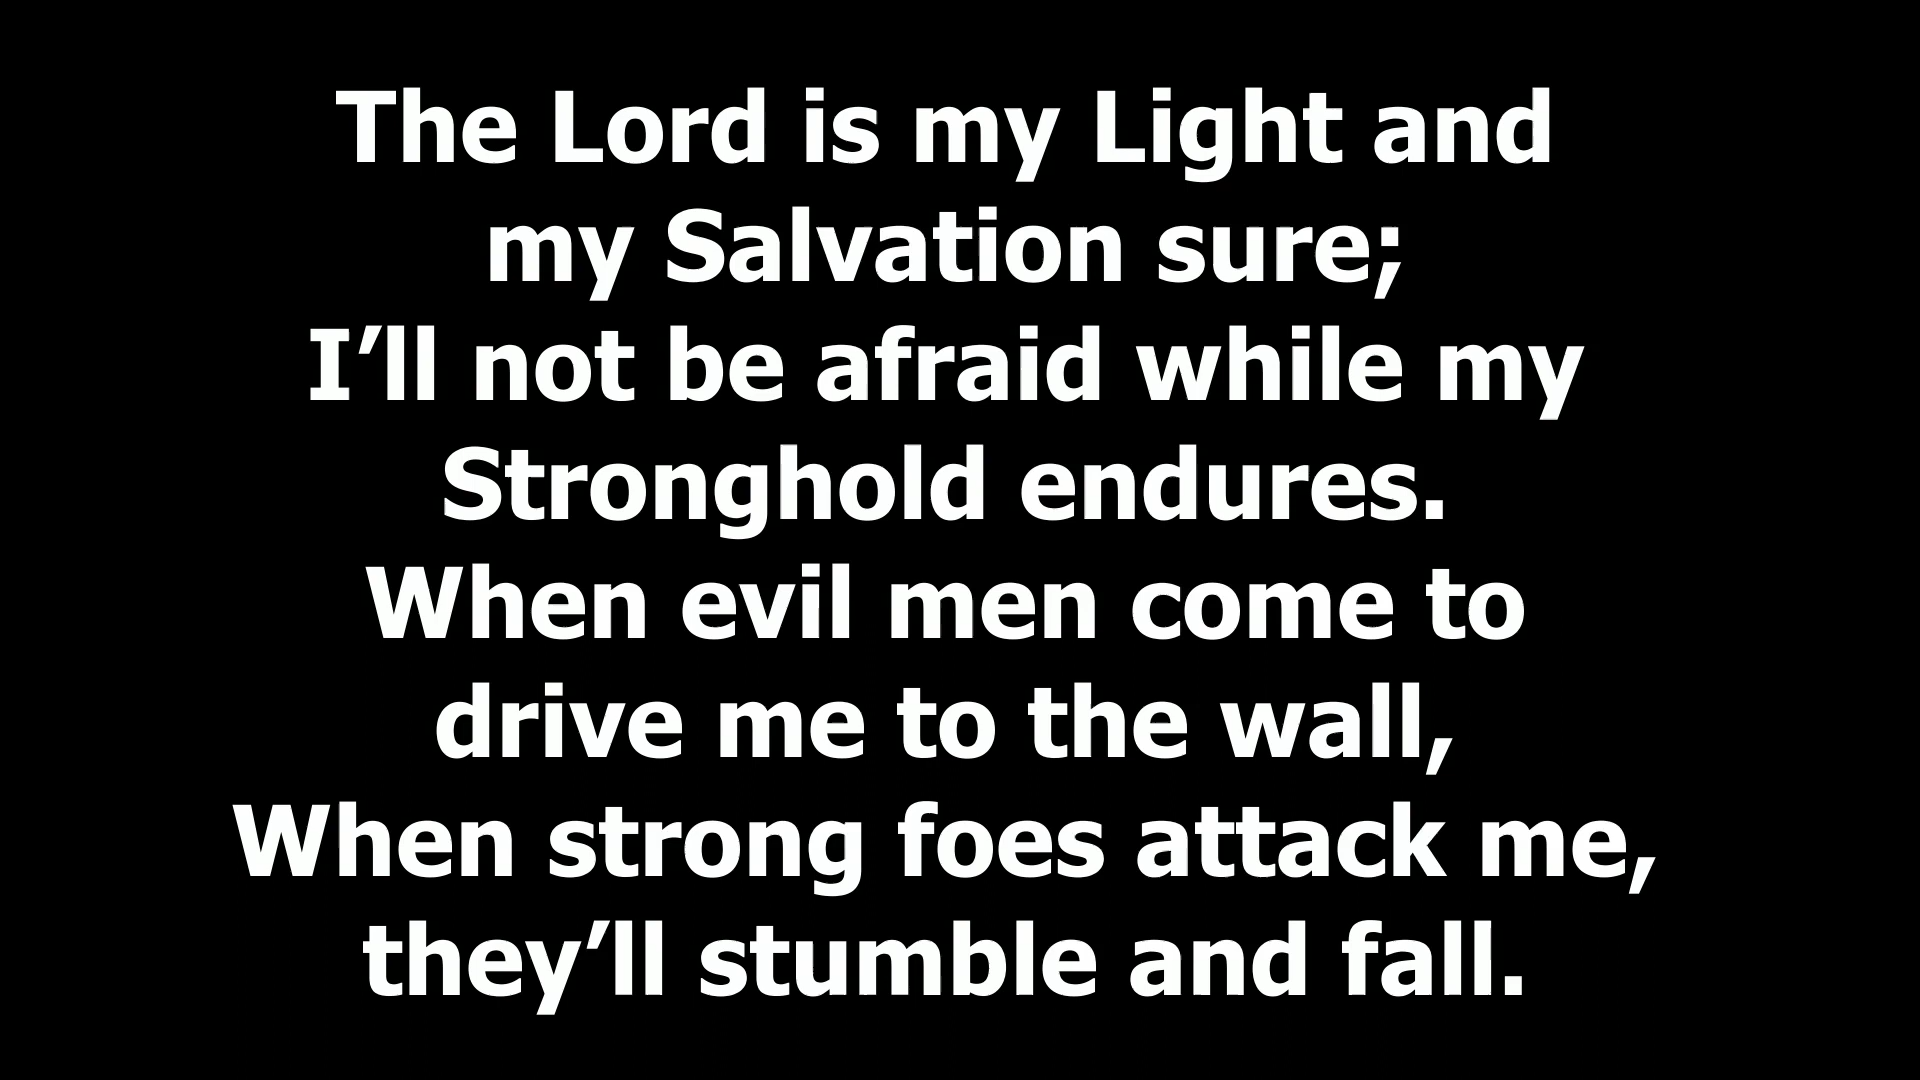 The Lord is my Light and
my Salvation sure;
I’ll not be afraid while my
Stronghold endures.
When evil men come to
drive me to the wall,
When strong foes attack me,
they’ll stumble and fall.